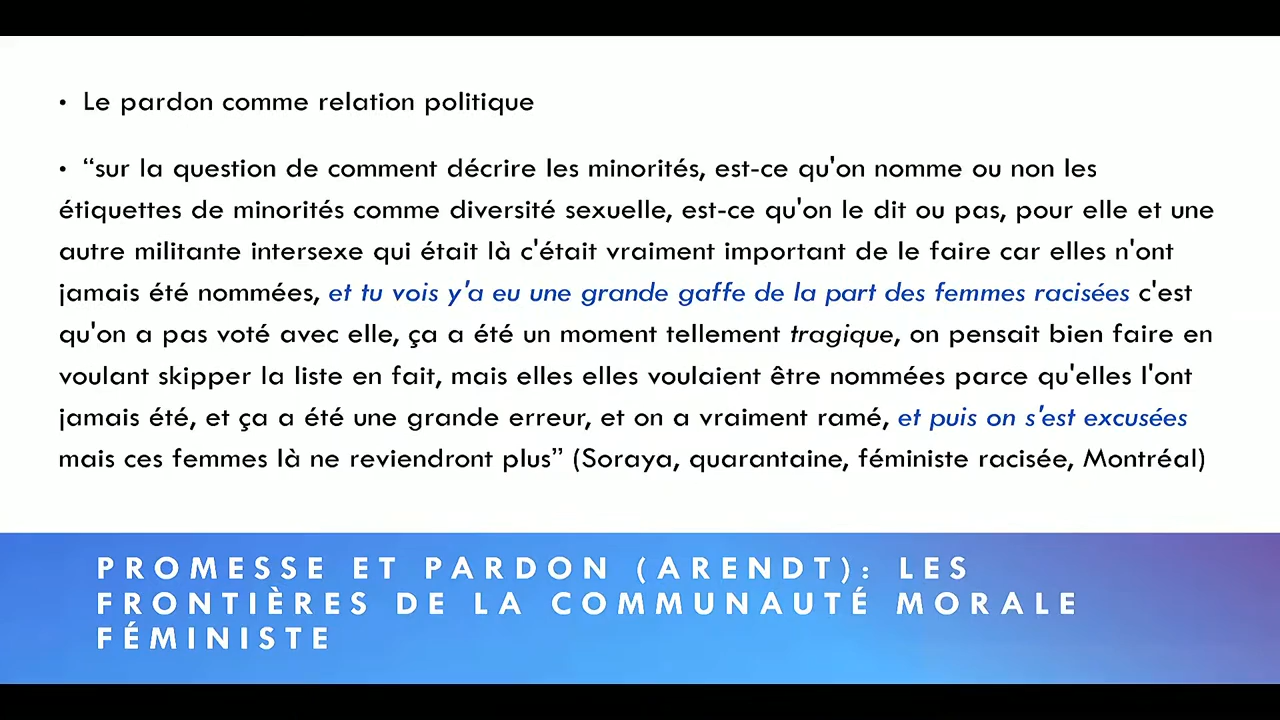 • Le pardon comme relation politique
• “sur la question de comment décrire les minorités, est-ce qu'on nomme ou non les
étiquettes de minorités comme diversité sexuelle, est-ce qu'on le dit ou pas, pour elle et une
autre militante intersexe qui était là c'était vraiment important de le faire car elles n'ont
jamais été nommées, et tu vois y'a eu une grande gaffe de la part des femmes racisées c'est
qu'on a pas voté avec elle, ça a été un moment tellement tragique, on pensait bien faire en
voulant skipper la liste en fait, mais elles elles voulaient être nommées parce qu'elles l'ont
jamais été, et ça a été une grande erreur, et on a vraiment ramé, et puis on s'est excusées
mais ces femmes là ne reviendront plus” (Soraya, quarantaine, féministe racisée, Montréal)
PROMESSE ET PARDON (ARENDT): LES
FRONTIÈRES DE LA COMMUNAUTÉ MORALE
FÉMINISTE